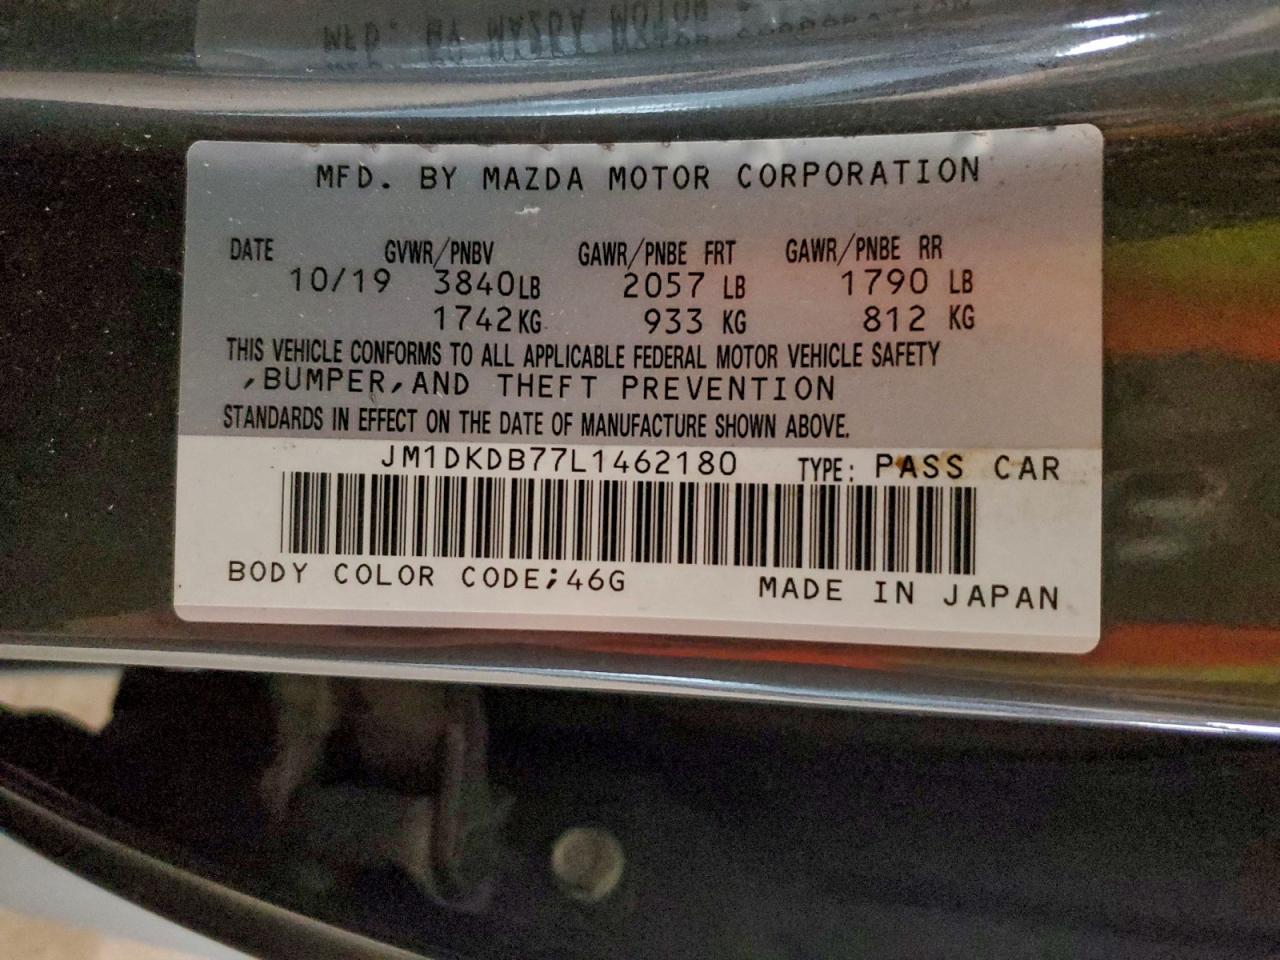 MFD. BY MAZDA MOTOR CORPORATION
DATE GVWR/PNBV GAWR/PNBE FRT GAWR/PNBE RR
10/19 3840LB 2057 LB 1790 LB
1742KG 933 KG 812 KG
THIS VEHICLE CONFORMS TO ALL APPLICABLE FEDERAL MOTOR VEHICLE SAFETY
,BUMPER,AND THEFT PREVENTION
STANDARDS IN EFFECT ON THE DATE OF MANUFACTURE SHOWN ABOVE.
JM1DKDB77L1462180 TYPE: PASS CAR
BODY COLOR CODE;46G MADE IN JAPAN